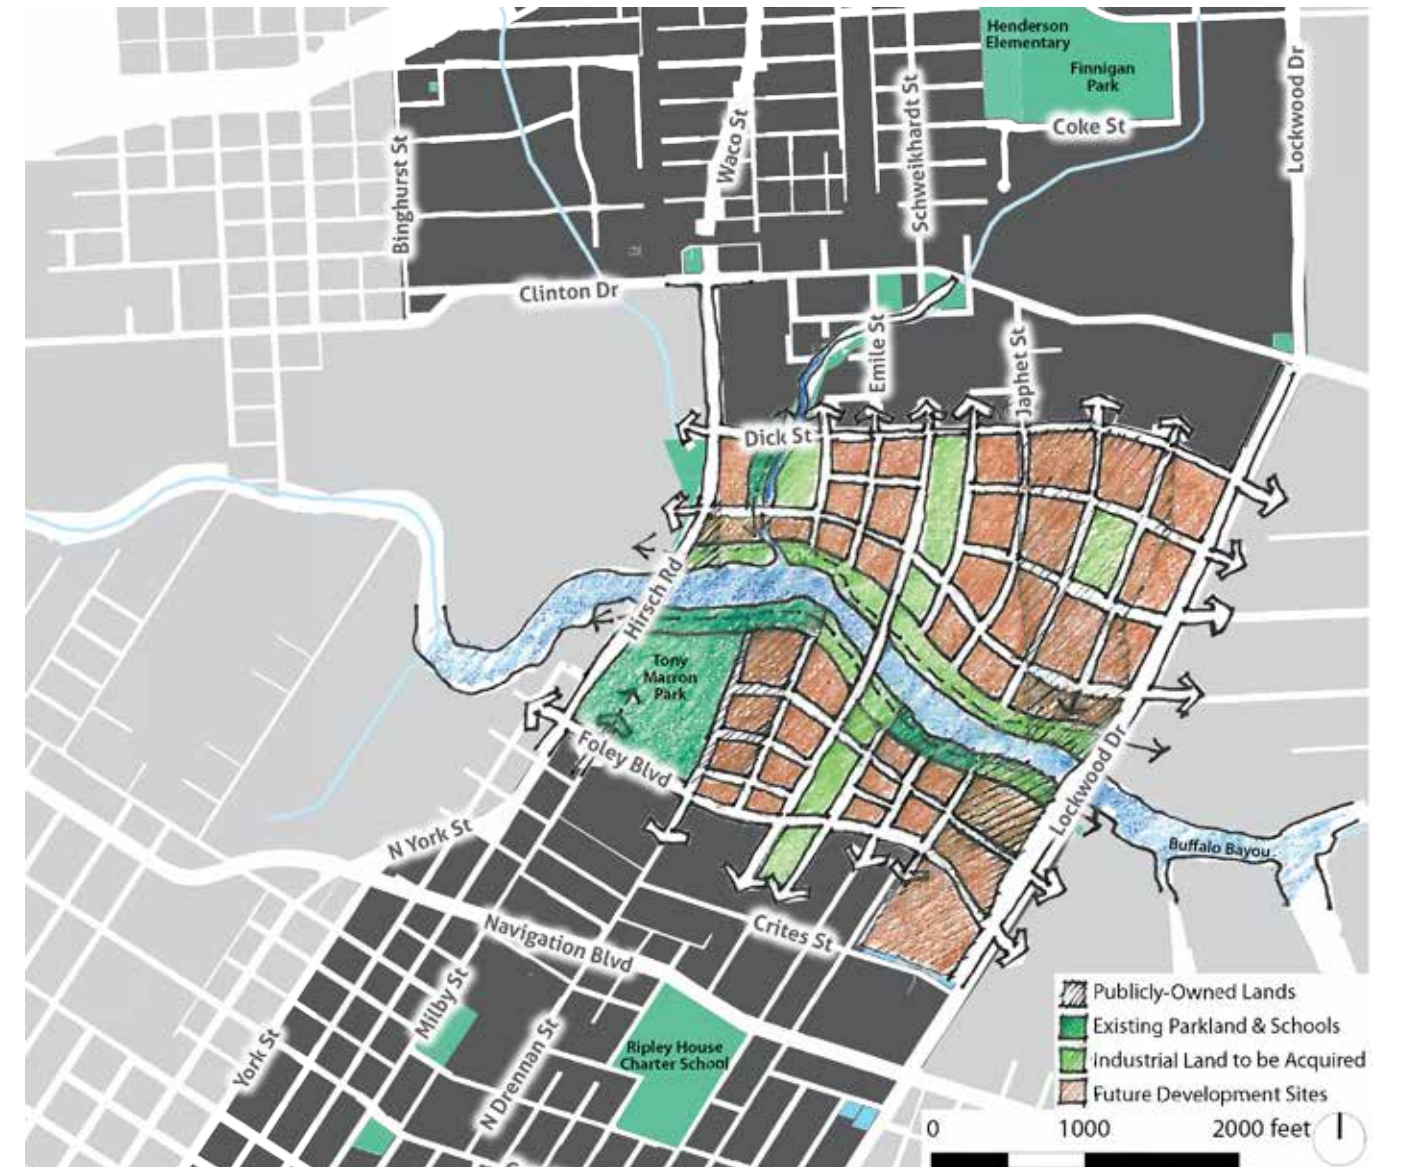 Henderson
Elementary
Finnigan
Park
Coke St
Lockwood Dr
Waco St
Schweikhardt St
Binghurst St
Clinton Dr
Emile St
Japhet St
Dick St
Hirsch Rd
Tony
Marron
Park
Foley Blvd
Lockwood Dr
N York St
Buffalo Bayou
Crites St
Navigation Blvd
Milby St
York St
N Drennan St
Ripley House
Charter School
Publicly-Owned Lands
Existing Parkland & Schools
Industrial Land to be Acquired
Future Development Sites
0 1000 2000 feet